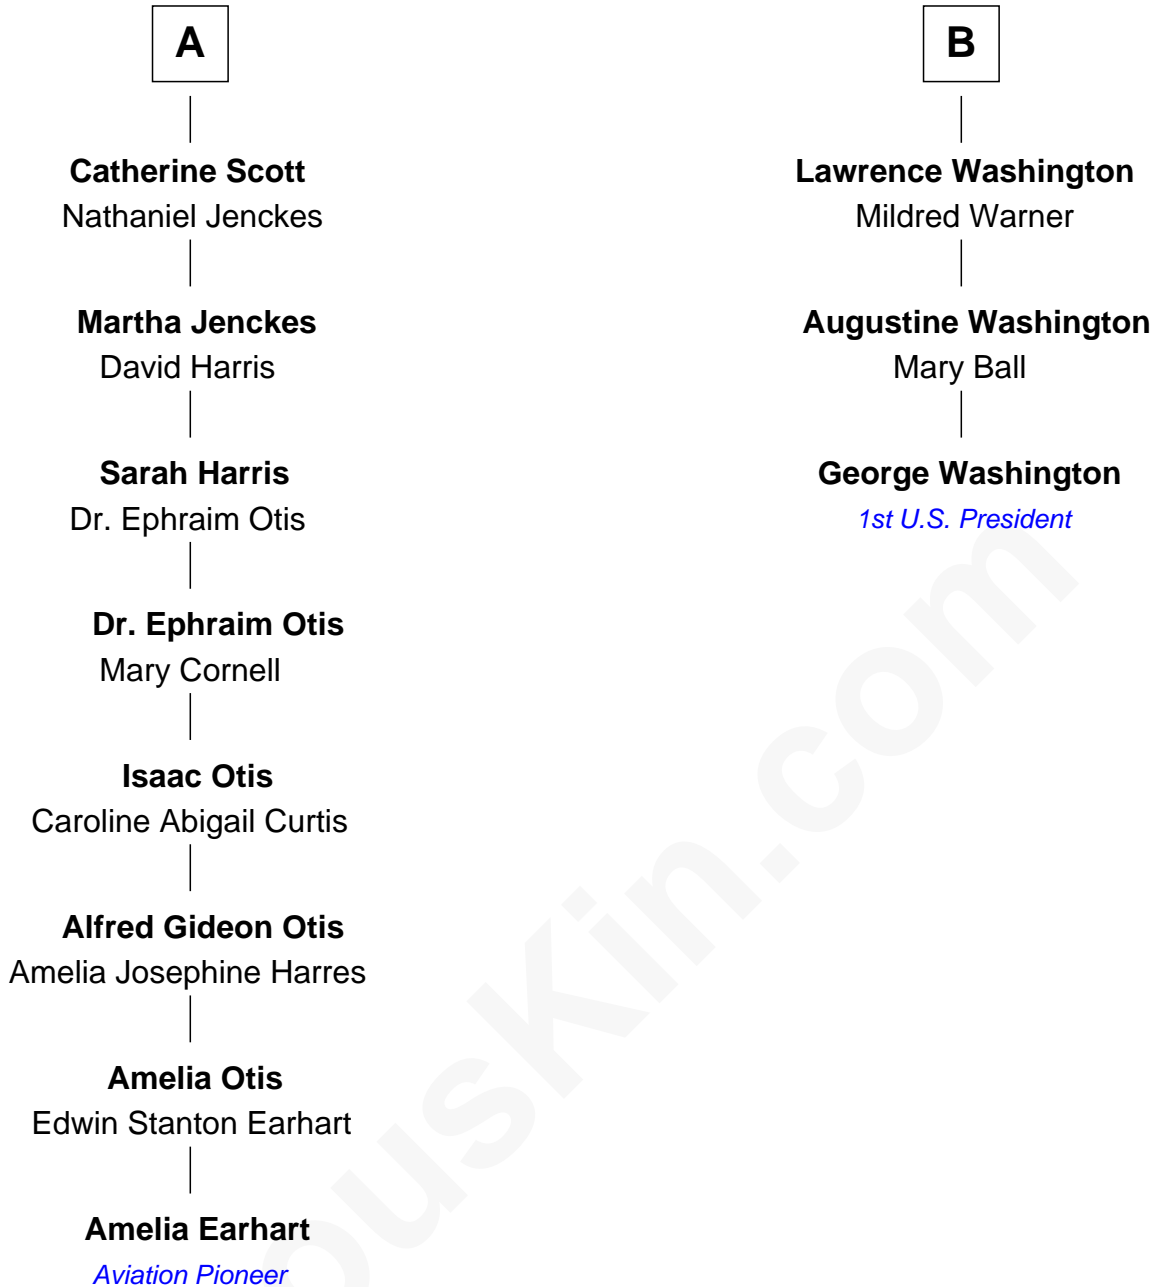 A
Catherine Scott
Nathaniel Jenckes
Martha Jenckes
David Harris
Sarah Harris
Dr. Ephraim Otis
Dr. Ephraim Otis
Mary Cornell
Isaac Otis
Caroline Abigail Curtis
Alfred Gideon Otis
Amelia Josephine Harres
Amelia Otis
Edwin Stanton Earhart
Amelia Earhart
Aviation Pioneer
B
Lawrence Washington
Mildred Warner
Augustine Washington
Mary Ball
George Washington
1st U.S. President
ousKin.com